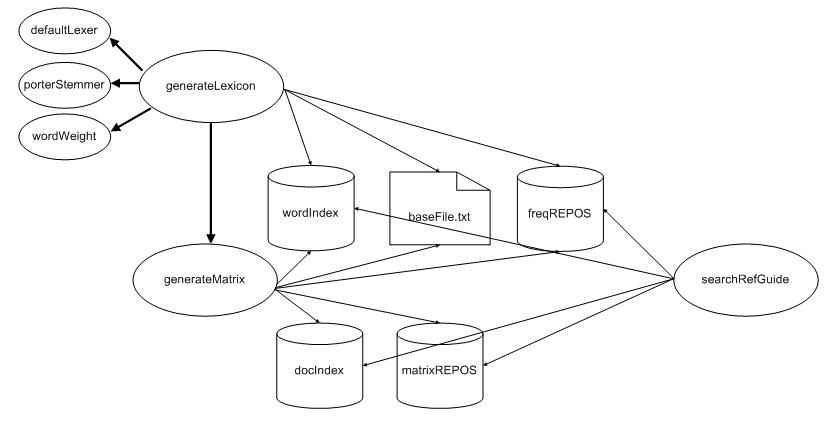 defaultLexer
porterStemmer
wordWeight
generateLexicon
wordIndex
baseFile.txt
freqREPOS
generateMatrix
searchRefGuide
docIndex
matrixREPOS